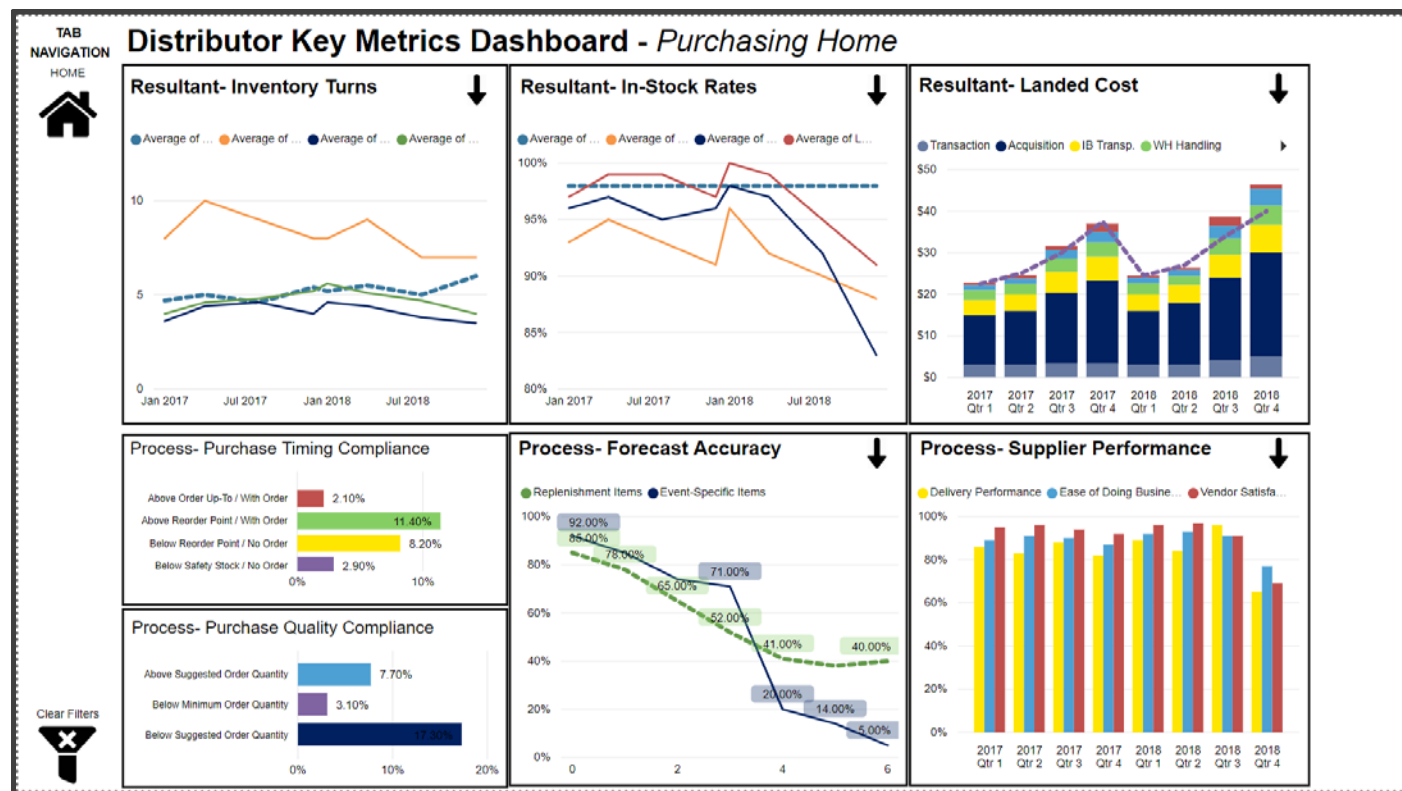 TAB
NAVIGATION
HOME
Distributor Key Metrics Dashboard - Purchasing Home
Resultant- Inventory Turns
Average of ... Average of ... Average of ... Average of ...
10
5
0
Jan 2017 Jul 2017 Jan 2018 Jul 2018
Resultant- In-Stock Rates
Average of ... Average of ... Average of ... Average of L...
100%
95%
90%
85%
80%
Jan 2017 Jul 2017 Jan 2018 Jul 2018
Resultant- Landed Cost
Transaction Acquisition IB Transp. WH Handling
$50
$40
$30
$20
$10
$0
2017 2017 2017 2017 2018 2018 2018 2018
Qtr 1 Qtr 2 Qtr 3 Qtr 4 Qtr 1 Qtr 2 Qtr 3 Qtr 4
Process- Purchase Timing Compliance
Above Order Up-To / With Order 2.10%
Above Reorder Point / With Order 11.40%
Below Reorder Point / No Order 8.20%
Below Safety Stock / No Order 2.90%
0% 10%
Process- Purchase Quality Compliance
Above Suggested Order Quantity 7.70%
Below Minimum Order Quantity 3.10%
Below Suggested Order Quantity 17.30%
0% 10% 20%
Process- Forecast Accuracy
Replenishment Items Event-Specific Items
100%
80%
60%
40%
20%
0%
92.00%
78.00%
71.00%
65.00%
52.00%
41.00%
40.00%
20.00%
14.00%
5.00%
0 2 4 6
Process- Supplier Performance
Delivery Performance Ease of Doing Busine... Vendor Satisfa...
100%
80%
60%
40%
20%
0%
2017 2017 2017 2017 2018 2018 2018 2018
Qtr 1 Qtr 2 Qtr 3 Qtr 4 Qtr 1 Qtr 2 Qtr 3 Qtr 4
Clear Filters